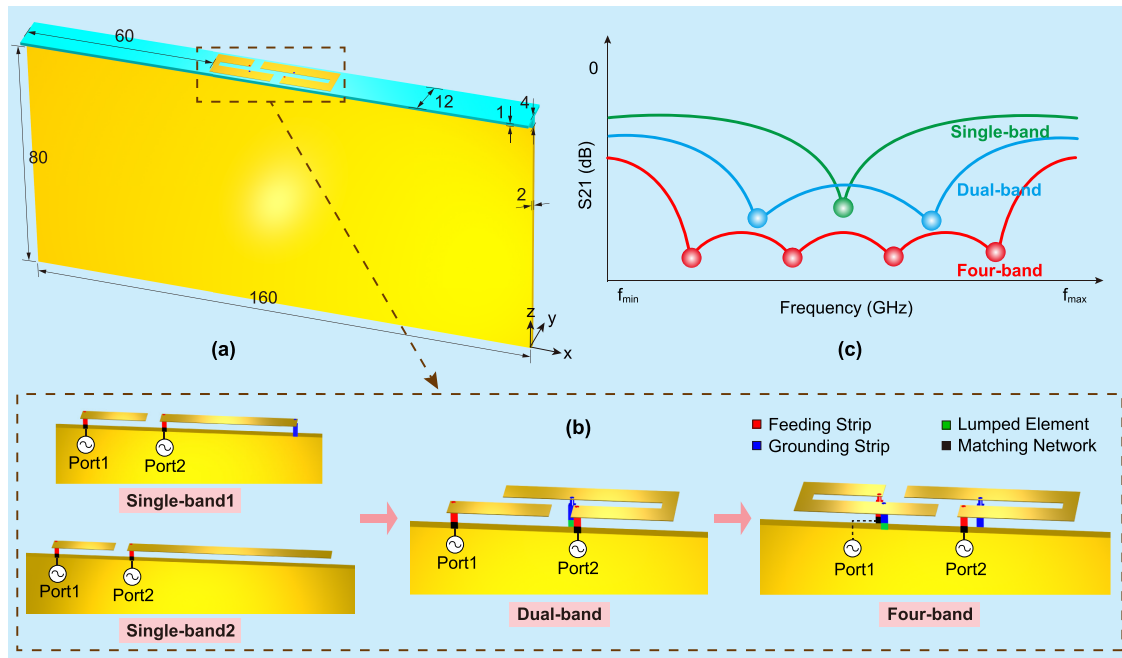 60
12
1
4
80
2
160
z
y
x
(a)
0
S21 (dB)
Single-band
Dual-band
Four-band
fmin
fmax
Frequency (GHz)
(c)
(b)
Feeding Strip
Lumped Element
Grounding Strip
Matching Network
Port1
Port2
Single-band1
Port1
Port2
Single-band2
Port1
Port2
Dual-band
Port1
Port2
Four-band